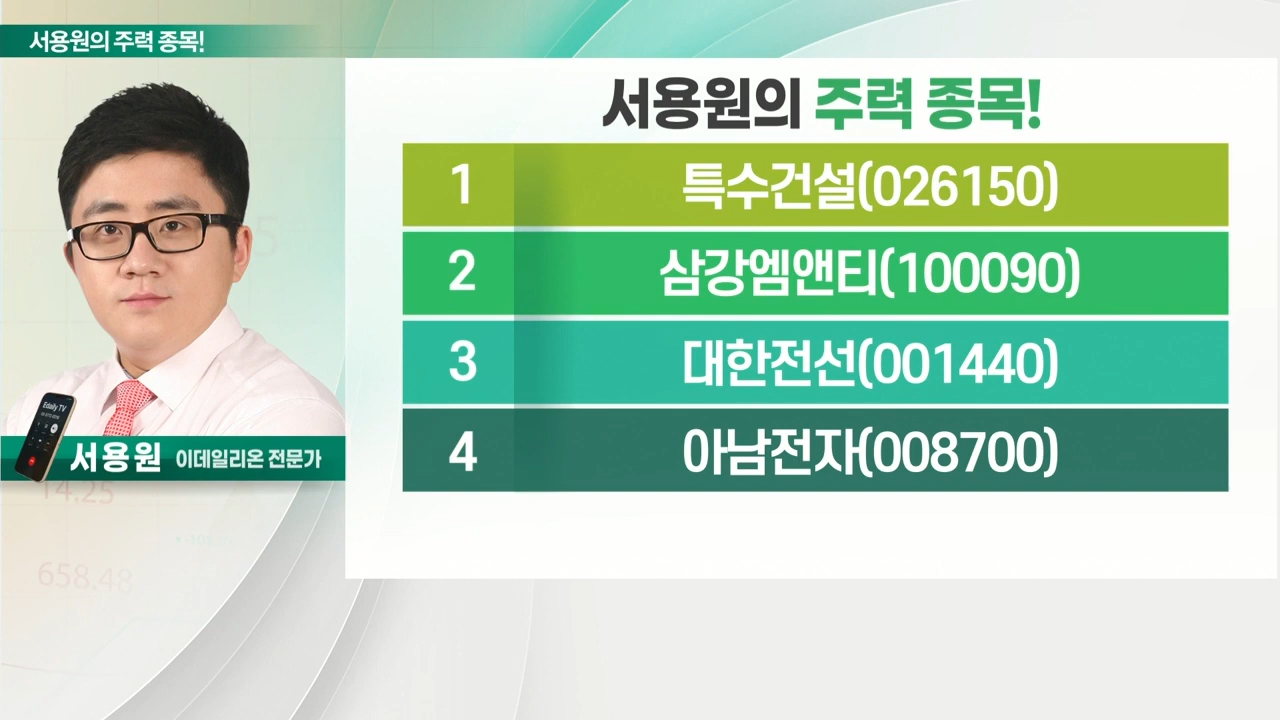 서용원의 주력 종목!
서용원의 주력 종목!
1 특수건설(026150)
2 삼강엠앤티(100090)
3 대한전선(001440)
4 아남전자(008700)
Edaily TV
서용원 이데일리온 전문가
14.25
658.48